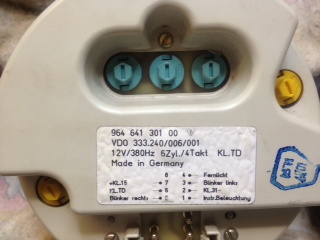 964 641 301 00
VDO 333.240/006/001
12V/380Hz 6Zyl./4Takt KL.TD
Made in Germany
8 4 Fernlicht
+KL.15 7 3 Blinker links
KL.TD 6 2 KL.31-
Blinker rechts 5 1 Instr.Beleuchtung